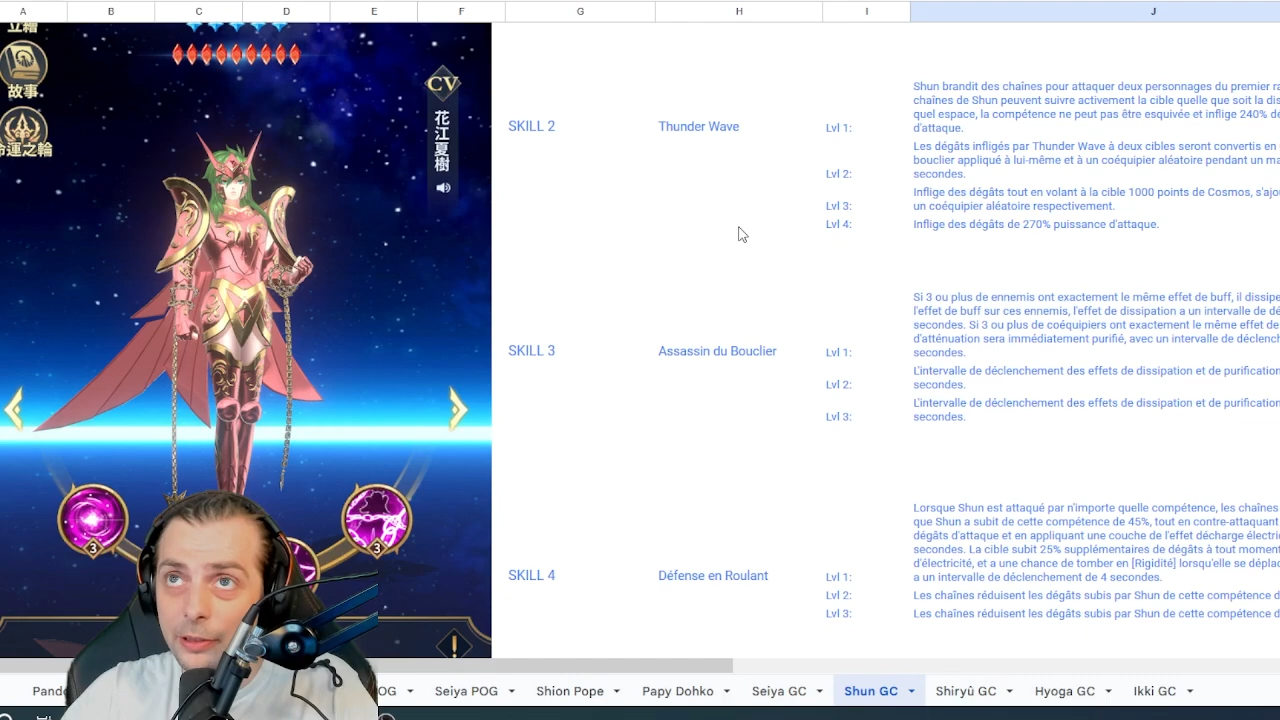 A B C D E F G H I J
立繪
故事
命運之輪
CV
花江夏樹
3
3
!
Shun brandit des chaînes pour attaquer deux personnages du premier ra
chaînes de Shun peuvent suivre activement la cible quelle que soit la dis
quel espace, la compétence ne peut pas être esquivée et inflige 240% de
SKILL 2 Thunder Wave Lvl 1: d'attaque.
Les dégâts infligés par Thunder Wave à deux cibles seront convertis en
bouclier appliqué à lui-même et à un coéquipier aléatoire pendant un ma
Lvl 2: secondes.
Inflige des dégâts tout en volant à la cible 1000 points de Cosmos, s'ajou
Lvl 3: un coéquipier aléatoire respectivement.
Lvl 4: Inflige des dégâts de 270% puissance d'attaque.
Si 3 ou plus de ennemis ont exactement le même effet de buff, il dissipe
l'effet de buff sur ces ennemis, l'effet de dissipation a un intervalle de dé
secondes. Si 3 ou plus de coéquipiers ont exactement le même effet de
d'atténuation sera immédiatement purifié, avec un intervalle de déclench
SKILL 3 Assassin du Bouclier Lvl 1: secondes.
L'intervalle de déclenchement des effets de dissipation et de purification
Lvl 2: secondes.
L'intervalle de déclenchement des effets de dissipation et de purification
Lvl 3: secondes.
Lorsque Shun est attaqué par n'importe quelle compétence, les chaînes
que Shun a subit de cette compétence de 45%, tout en contre-attaquant
dégâts d'attaque et en appliquant une couche de l'effet décharge électri
secondes. La cible subit 25% supplémentaires de dégâts à tout moment
d'électricité, et a une chance de tomber en [Rigidité] lorsqu'elle se déplac
SKILL 4 Défense en Roulant Lvl 1: a un intervalle de déclenchement de 4 secondes.
Lvl 2: Les chaînes réduisent les dégâts subis par Shun de cette compétence d
Lvl 3: Les chaînes réduisent les dégâts subis par Shun de cette compétence d
Pand OG Seiya POG Shion Pope Papy Dohko Seiya GC Shun GC Shiryû GC Hyoga GC Ikki GC